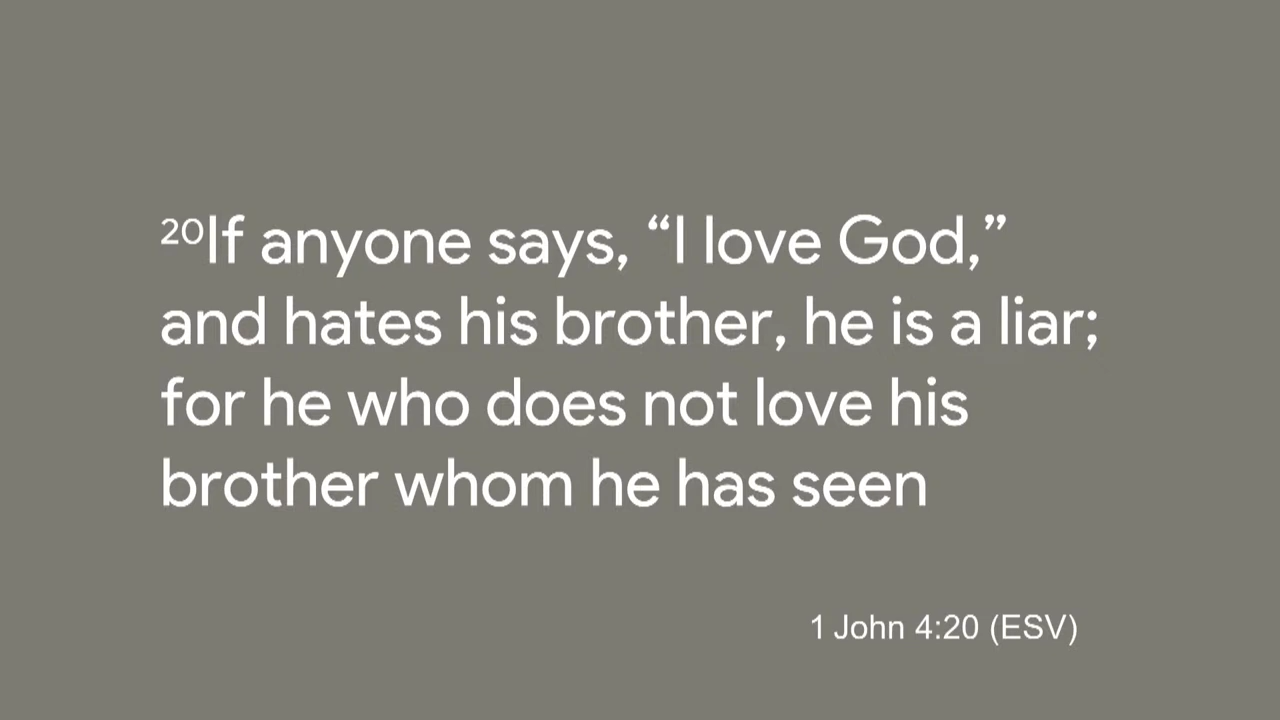 ²⁰If anyone says, “I love God,”
and hates his brother, he is a liar;
for he who does not love his
brother whom he has seen
1 John 4:20 (ESV)